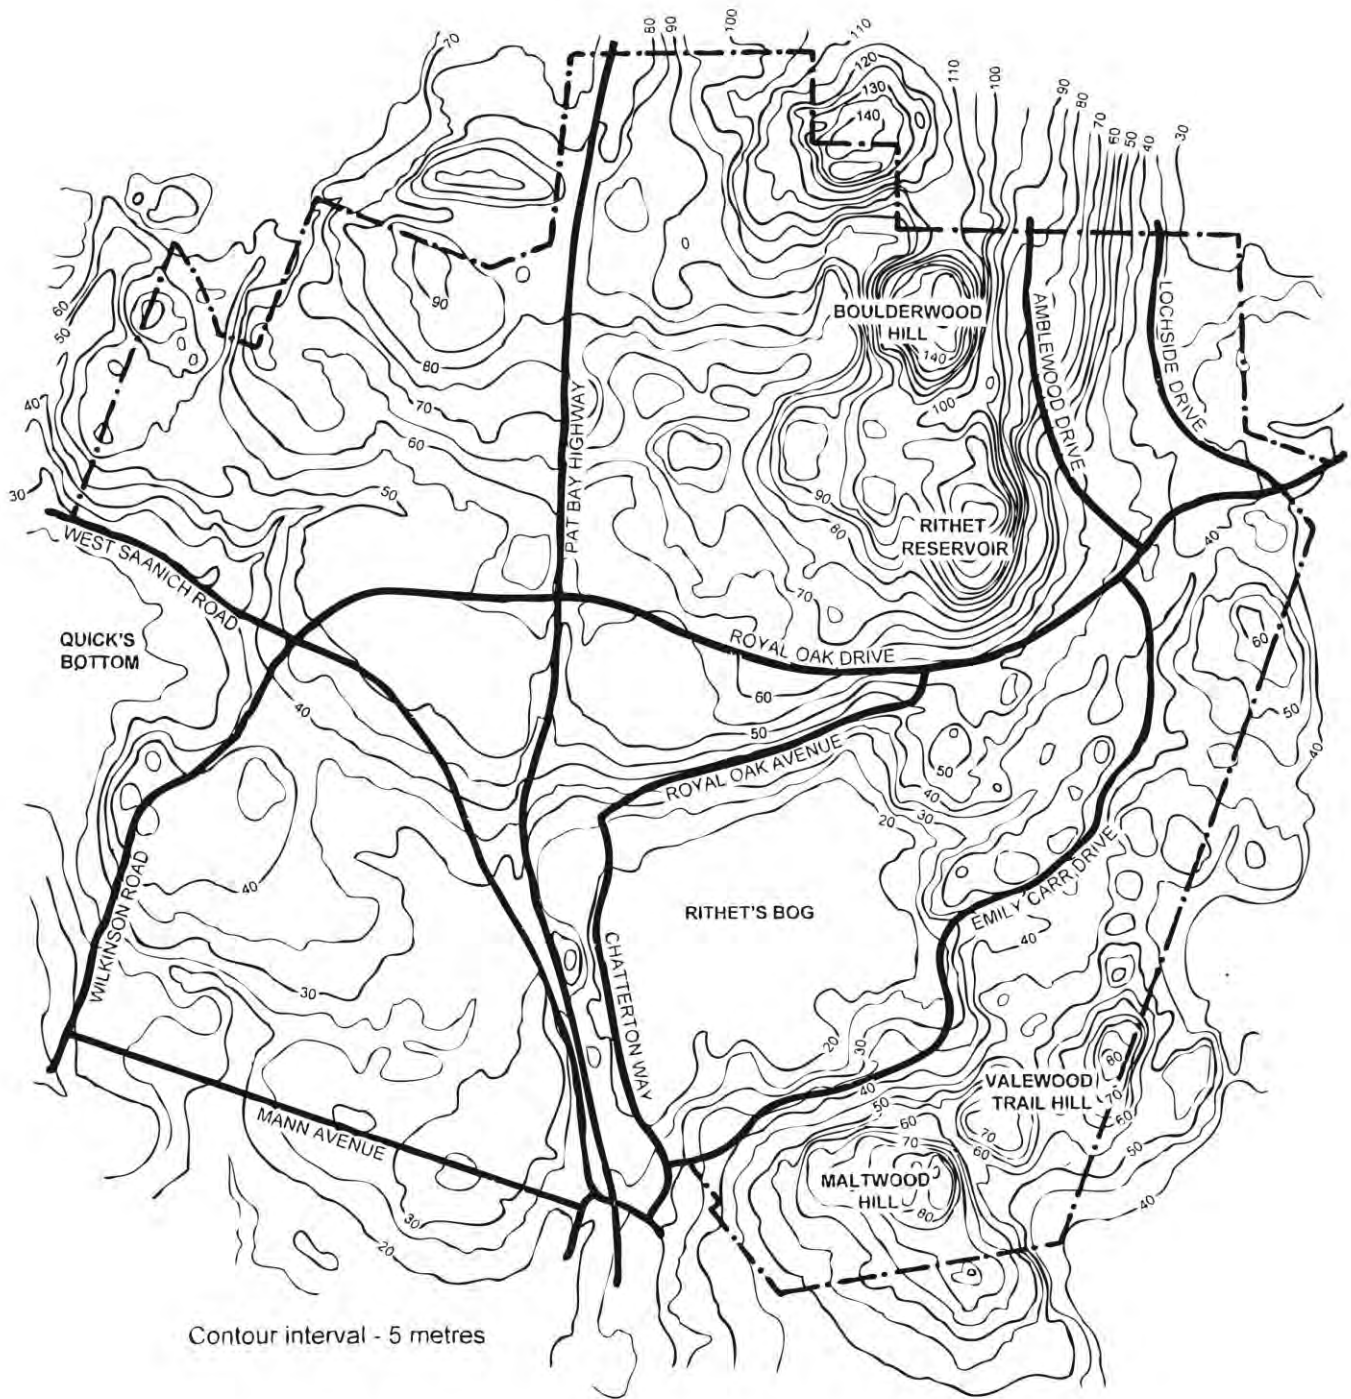 70
80
90
100
110
120
130
140
110
100
90
80
70
60
50
40
30
60
50
90
80
70
60
50
40
30
BOULDERWOOD
HILL
140
100
AMBLEWOOD DRIVE
LOCHSIDE DRIVE
PAT BAY HIGHWAY
90
80
RITHET
RESERVOIR
70
40
WEST SAANICH ROAD
QUICK'S
BOTTOM
ROYAL OAK DRIVE
60
60
50
40
50
40
ROYAL OAK AVENUE
50
40
30
20
WILKINSON ROAD
40
RITHET'S BOG
EMILY CARR DRIVE
40
30
CHATTERTON WAY
20
30
40
50
60
70
VALEWOOD
TRAIL HILL
80
70
60
50
70
60
MANN AVENUE
MALTWOOD
HILL
80
40
30
20
Contour interval - 5 metres